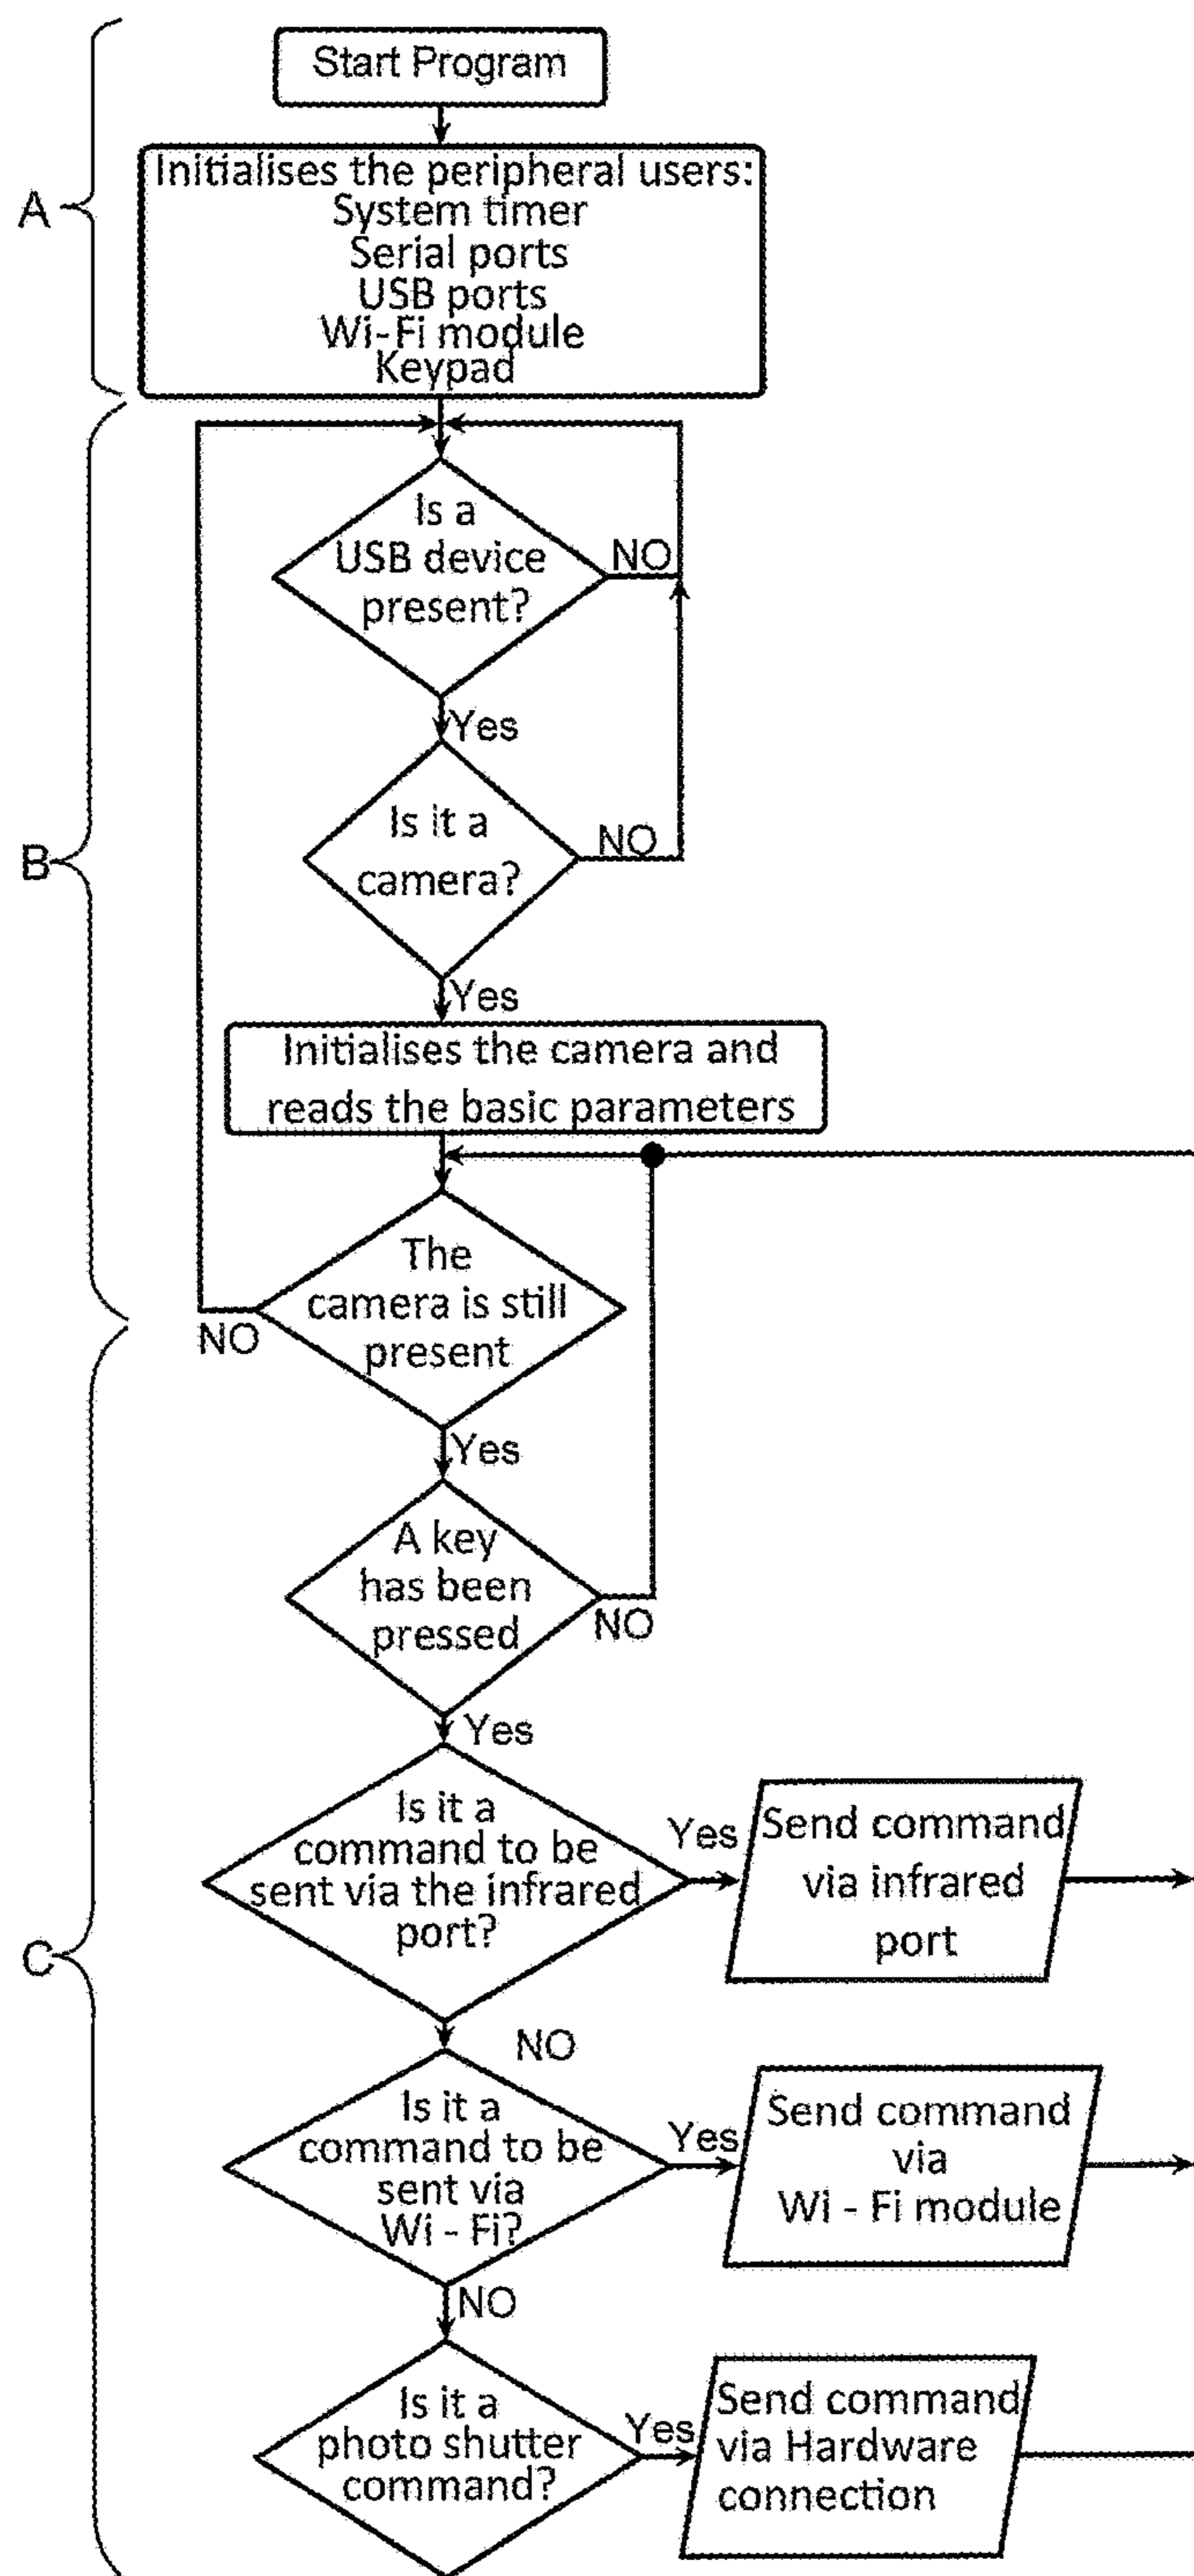 Start Program
A
Initialises the peripheral users:
System timer
Serial ports
USB ports
Wi-Fi module
Keypad
Is a
USB device
present?
NO
Yes
B
Is it a
camera?
NO
Yes
Initialises the camera and
reads the basic parameters
The
camera is still
present
NO
Yes
A key
has been
pressed
NO
Yes
C
Is it a
command to be
sent via the infrared
port?
Yes
Send command
via infrared
port
NO
Is it a
command to be
sent via
Wi - Fi?
Yes
Send command
via
Wi - Fi module
NO
Is it a
photo shutter
command?
Yes
Send command
via Hardware
connection